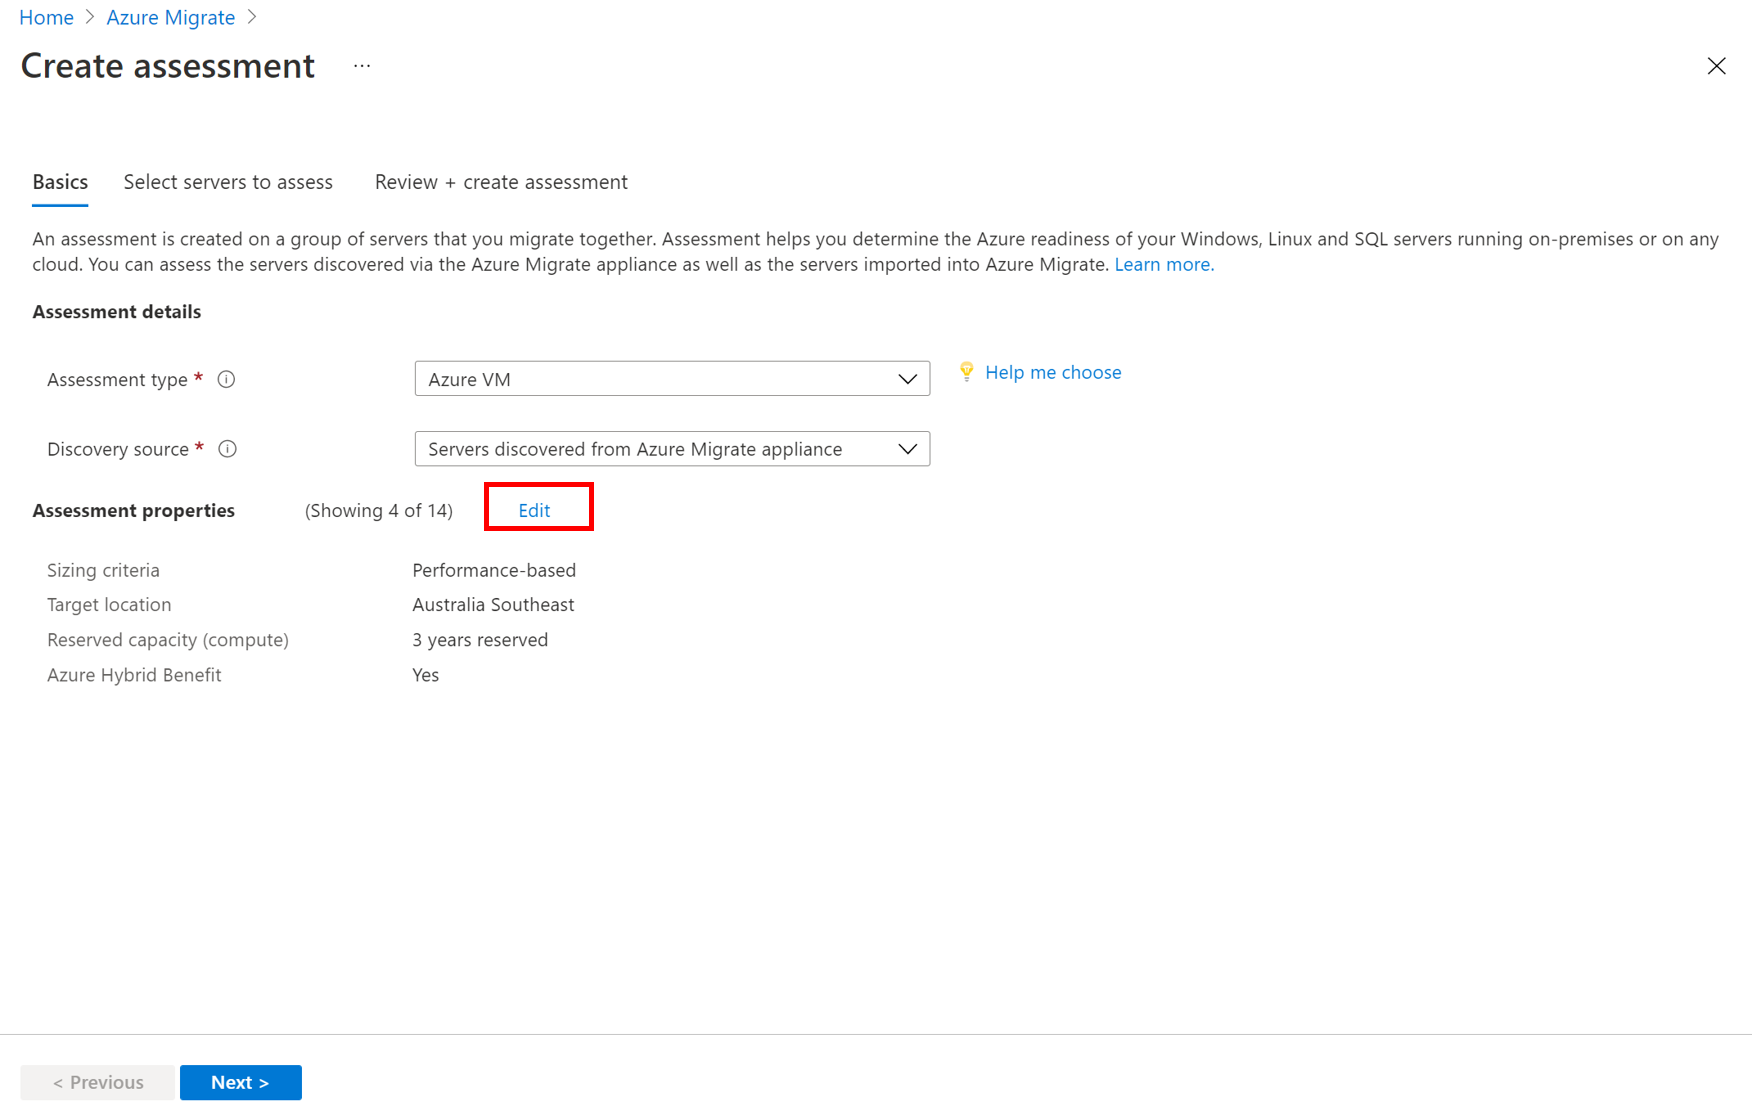 Home > Azure Migrate >
Create assessment ...
Basics Select servers to assess Review + create assessment
An assessment is created on a group of servers that you migrate together. Assessment helps you determine the Azure readiness of your Windows, Linux and SQL servers running on-premises or on any
cloud. You can assess the servers discovered via the Azure Migrate appliance as well as the servers imported into Azure Migrate. Learn more.
Assessment details
Assessment type * Azure VM Help me choose
Discovery source * Servers discovered from Azure Migrate appliance
Assessment properties (Showing 4 of 14) Edit
Sizing criteria Performance-based
Target location Australia Southeast
Reserved capacity (compute) 3 years reserved
Azure Hybrid Benefit Yes
< Previous Next >